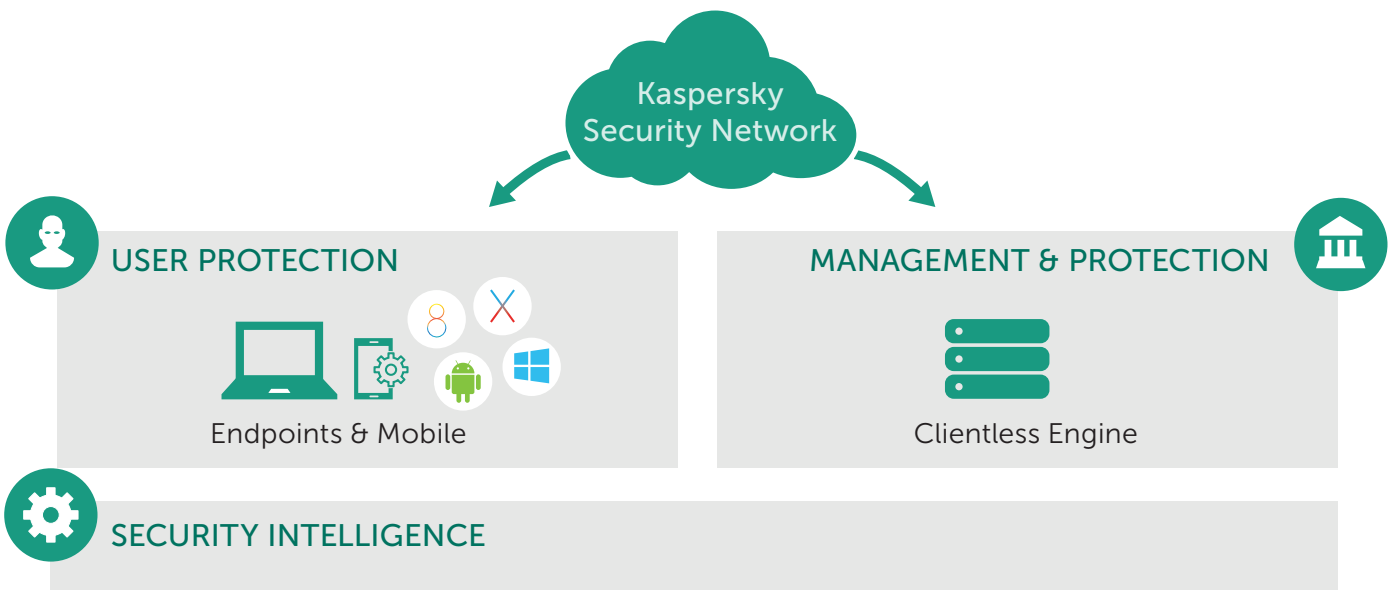 Kaspersky
Security Network
USER PROTECTION
8
X
Endpoints & Mobile
MANAGEMENT & PROTECTION
Clientless Engine
SECURITY INTELLIGENCE